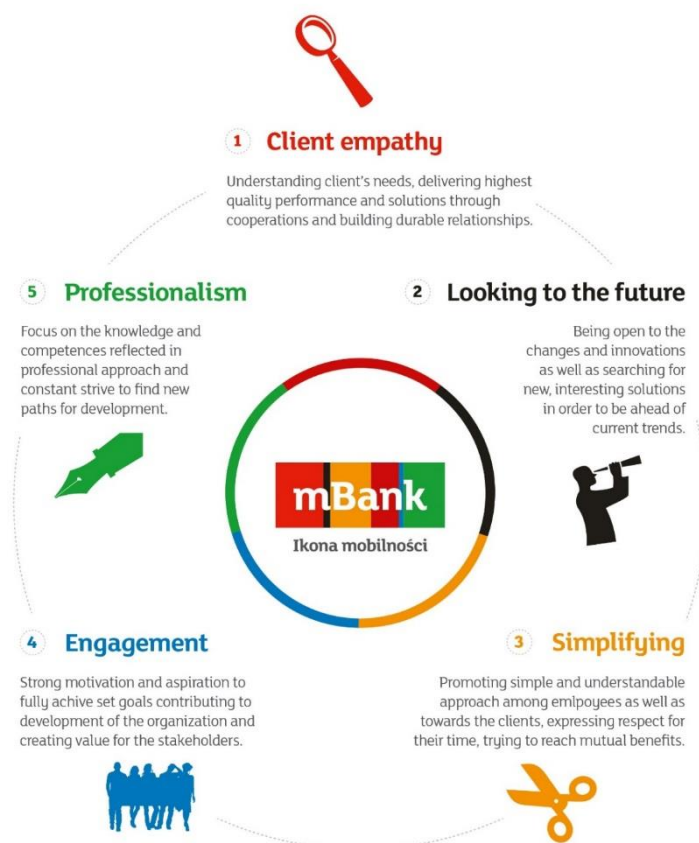 1 Client empathy
Understanding client's needs, delivering highest
quality performance and solutions through
cooperations and building durable relationships.
2 Looking to the future
Being open to the
changes and innovations
as well as searching for
new, interesting solutions
in order to be ahead of
current trends.
3 Simplifying
Promoting simple and understandable
approach among emlpoyees as well as
towards the clients, expressing respect for
their time, trying to reach mutual benefits.
4 Engagement
Strong motivation and aspiration to
fully achive set goals contributing to
development of the organization and
creating value for the stakeholders.
5 Professionalism
Focus on the knowledge and
competences reflected in
professional approach and
constant strive to find new
paths for development.
mBank
Ikona mobilności